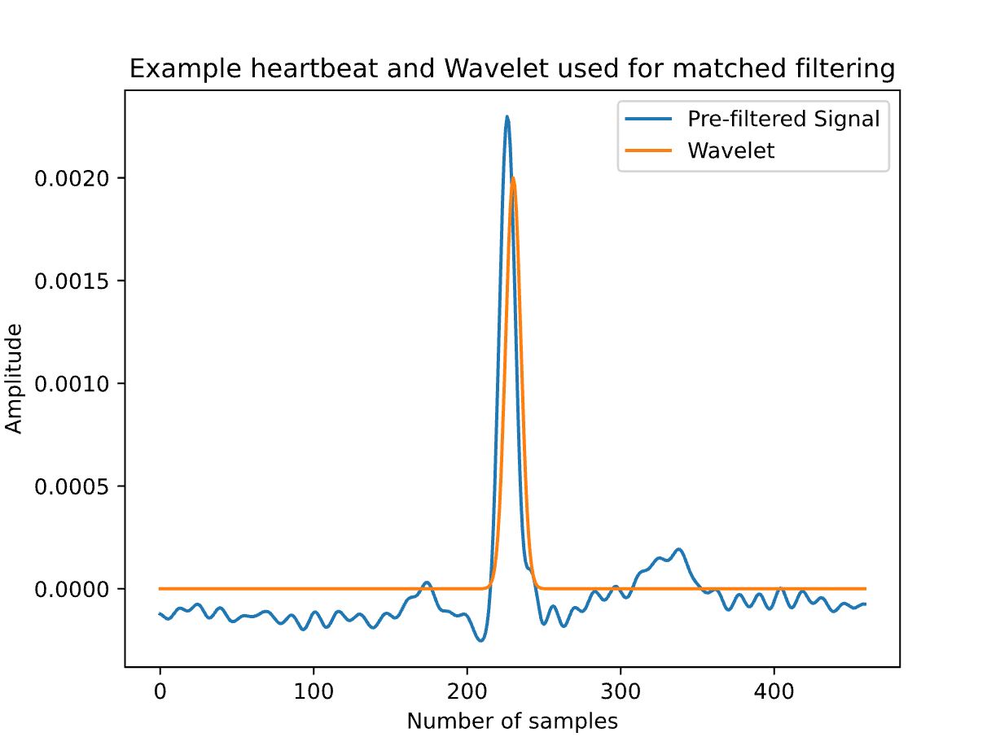 Example heartbeat and Wavelet used for matched filtering
Pre-filtered Signal
Wavelet
0.0020
0.0015
0.0010
0.0005
0.0000
Amplitude
0 100 200 300 400
Number of samples